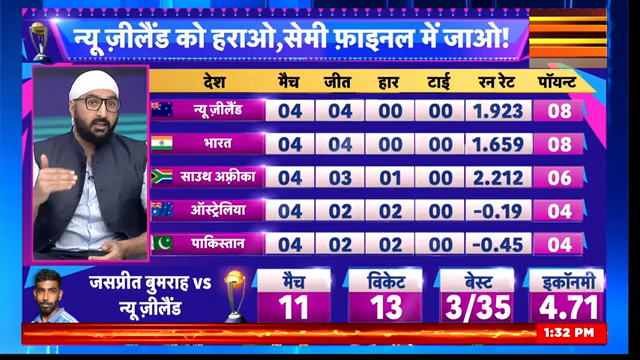 न्यू ज़ीलैंड को हराओ,सेमी फ़ाइनल में जाओ!
देश मैच जीत हार टाई रन रेट पॉयन्ट
न्यू ज़ीलैंड 04 04 00 00 1.923 08
भारत 04 04 00 00 1.659 08
साउथ अफ़्रीका 04 03 01 00 2.212 06
ऑस्ट्रेलिया 04 02 02 00 -0.19 04
पाकिस्तान 04 02 02 00 -0.45 04
जसप्रीत बुमराह vs न्यू ज़ीलैंड
मैच विकेट बेस्ट इकॉनमी
11 13 3/35 4.71
1:32 PM